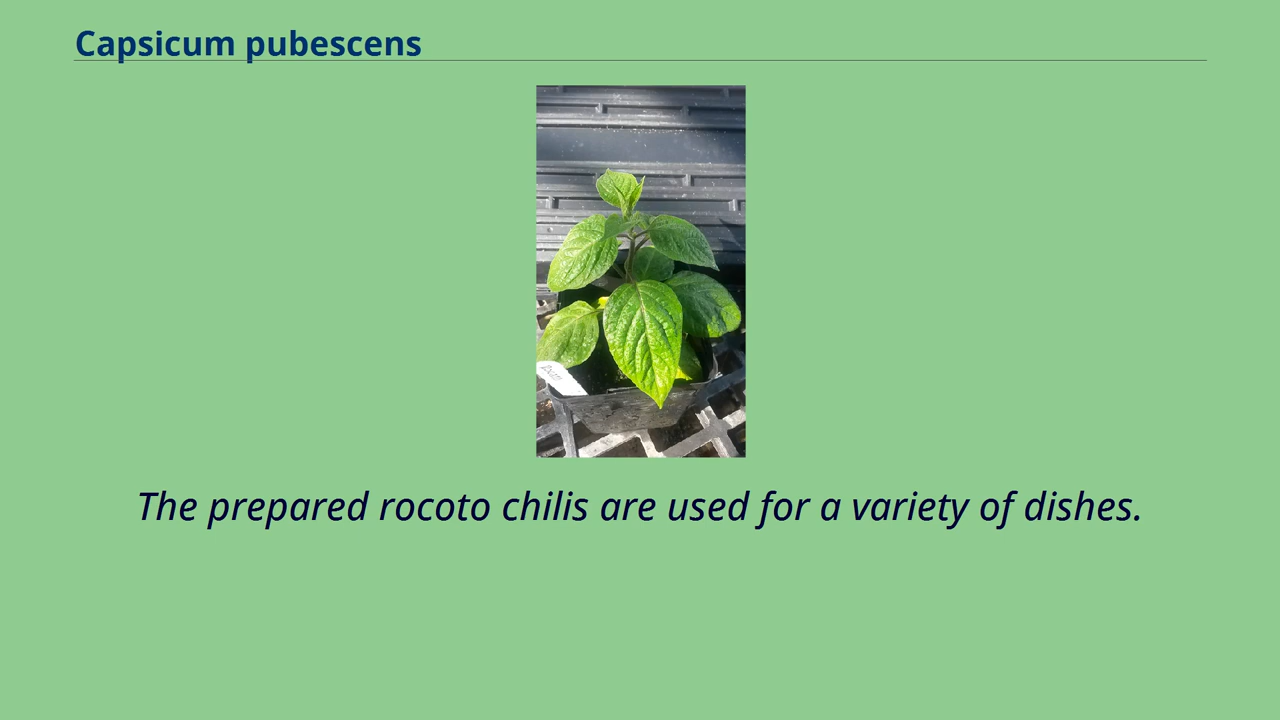 Capsicum pubescens
The prepared rocoto chilis are used for a variety of dishes.